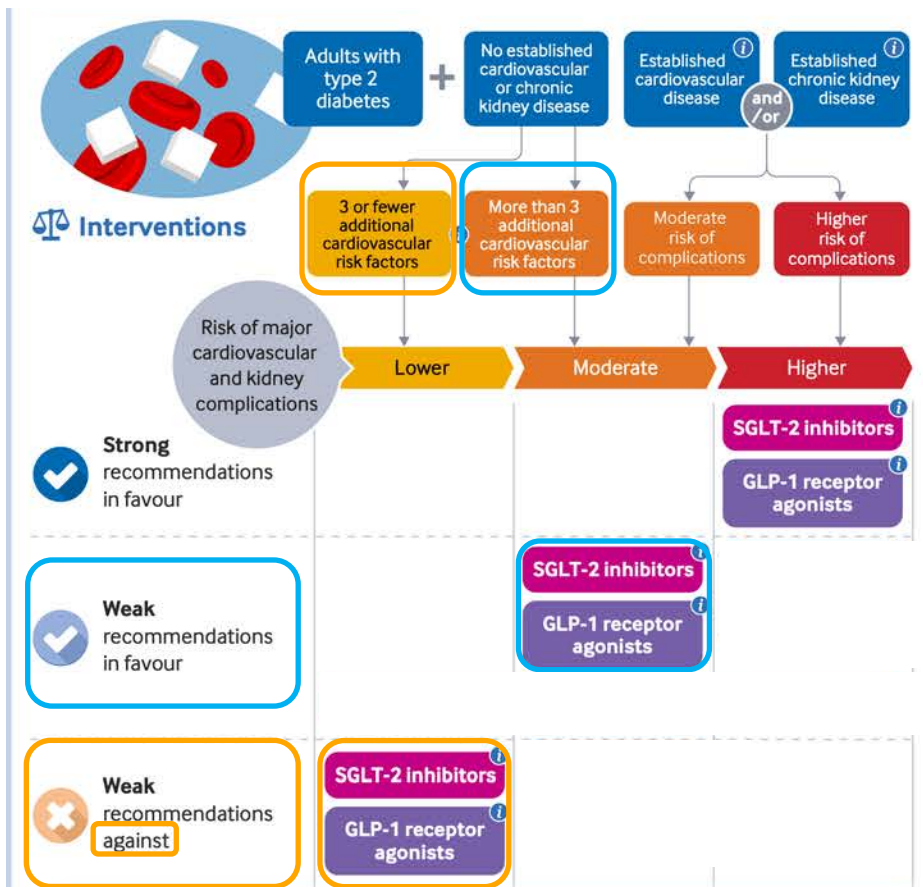 Adults with
type 2
diabetes
+
No established
cardiovascular
or chronic
kidney disease
Established
cardiovascular
disease
i
and
/or
Established
chronic kidney
disease
i
Interventions
3 or fewer
additional
cardiovascular
risk factors
More than 3
additional
cardiovascular
risk factors
Moderate
risk of
complications
Higher
risk of
complications
Risk of major
cardiovascular
and kidney
complications
Lower
Moderate
Higher
Strong
recommendations
in favour
SGLT-2 inhibitors
i
GLP-1 receptor
agonists
i
Weak
recommendations
in favour
SGLT-2 inhibitors
i
GLP-1 receptor
agonists
i
Weak
recommendations
against
SGLT-2 inhibitors
i
GLP-1 receptor
agonists
i